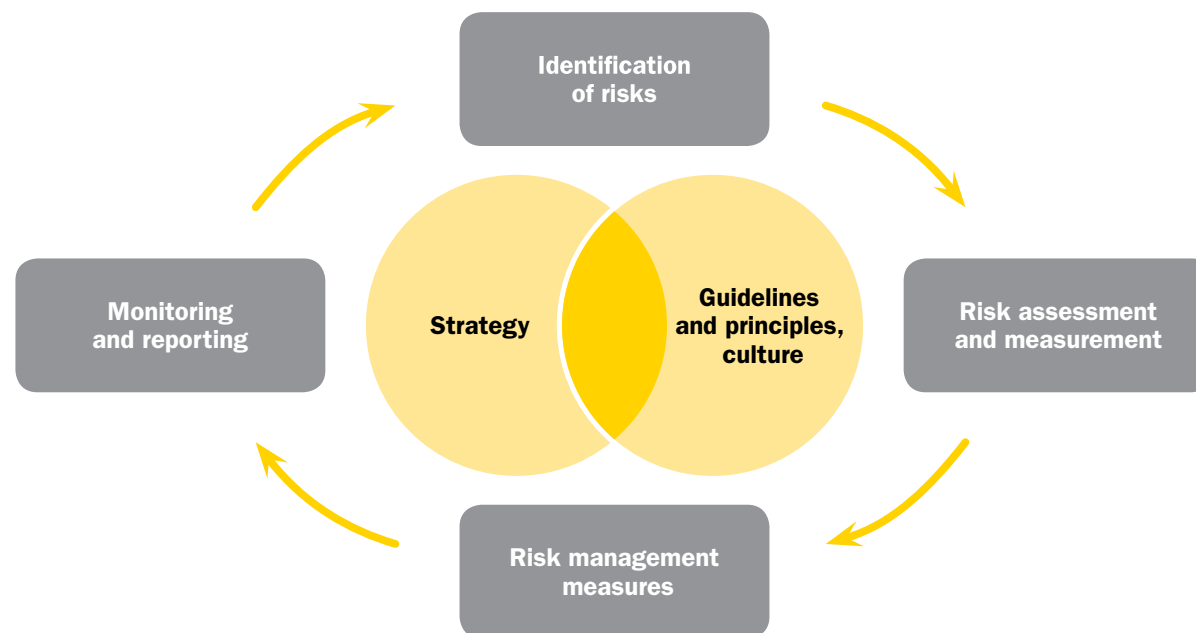 Identification
of risks
Monitoring
and reporting
Strategy
Guidelines
and principles,
culture
Risk assessment
and measurement
Risk management
measures